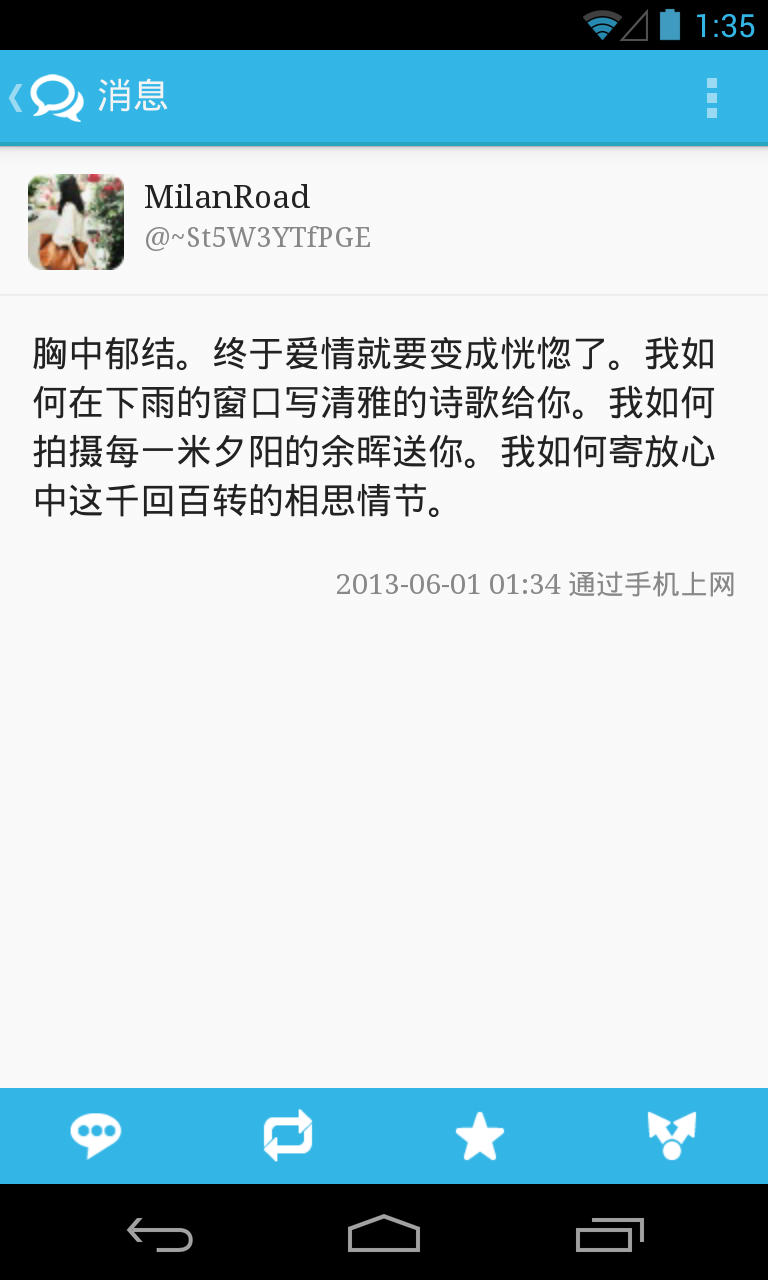 1:35
消息
MilanRoad
@~St5W3YTfPGE
胸中郁结。终于爱情就要变成恍惚了。我如
何在下雨的窗口写清雅的诗歌给你。我如何
拍摄每一米夕阳的余晖送你。我如何寄放心
中这千回百转的相思情节。
2013-06-01 01:34 通过手机上网